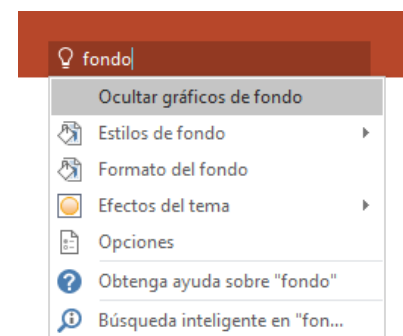 fondo
Ocultar gráficos de fondo
Estilos de fondo
Formato del fondo
Efectos del tema
Opciones
Obtenga ayuda sobre "fondo"
Búsqueda inteligente en "fon...